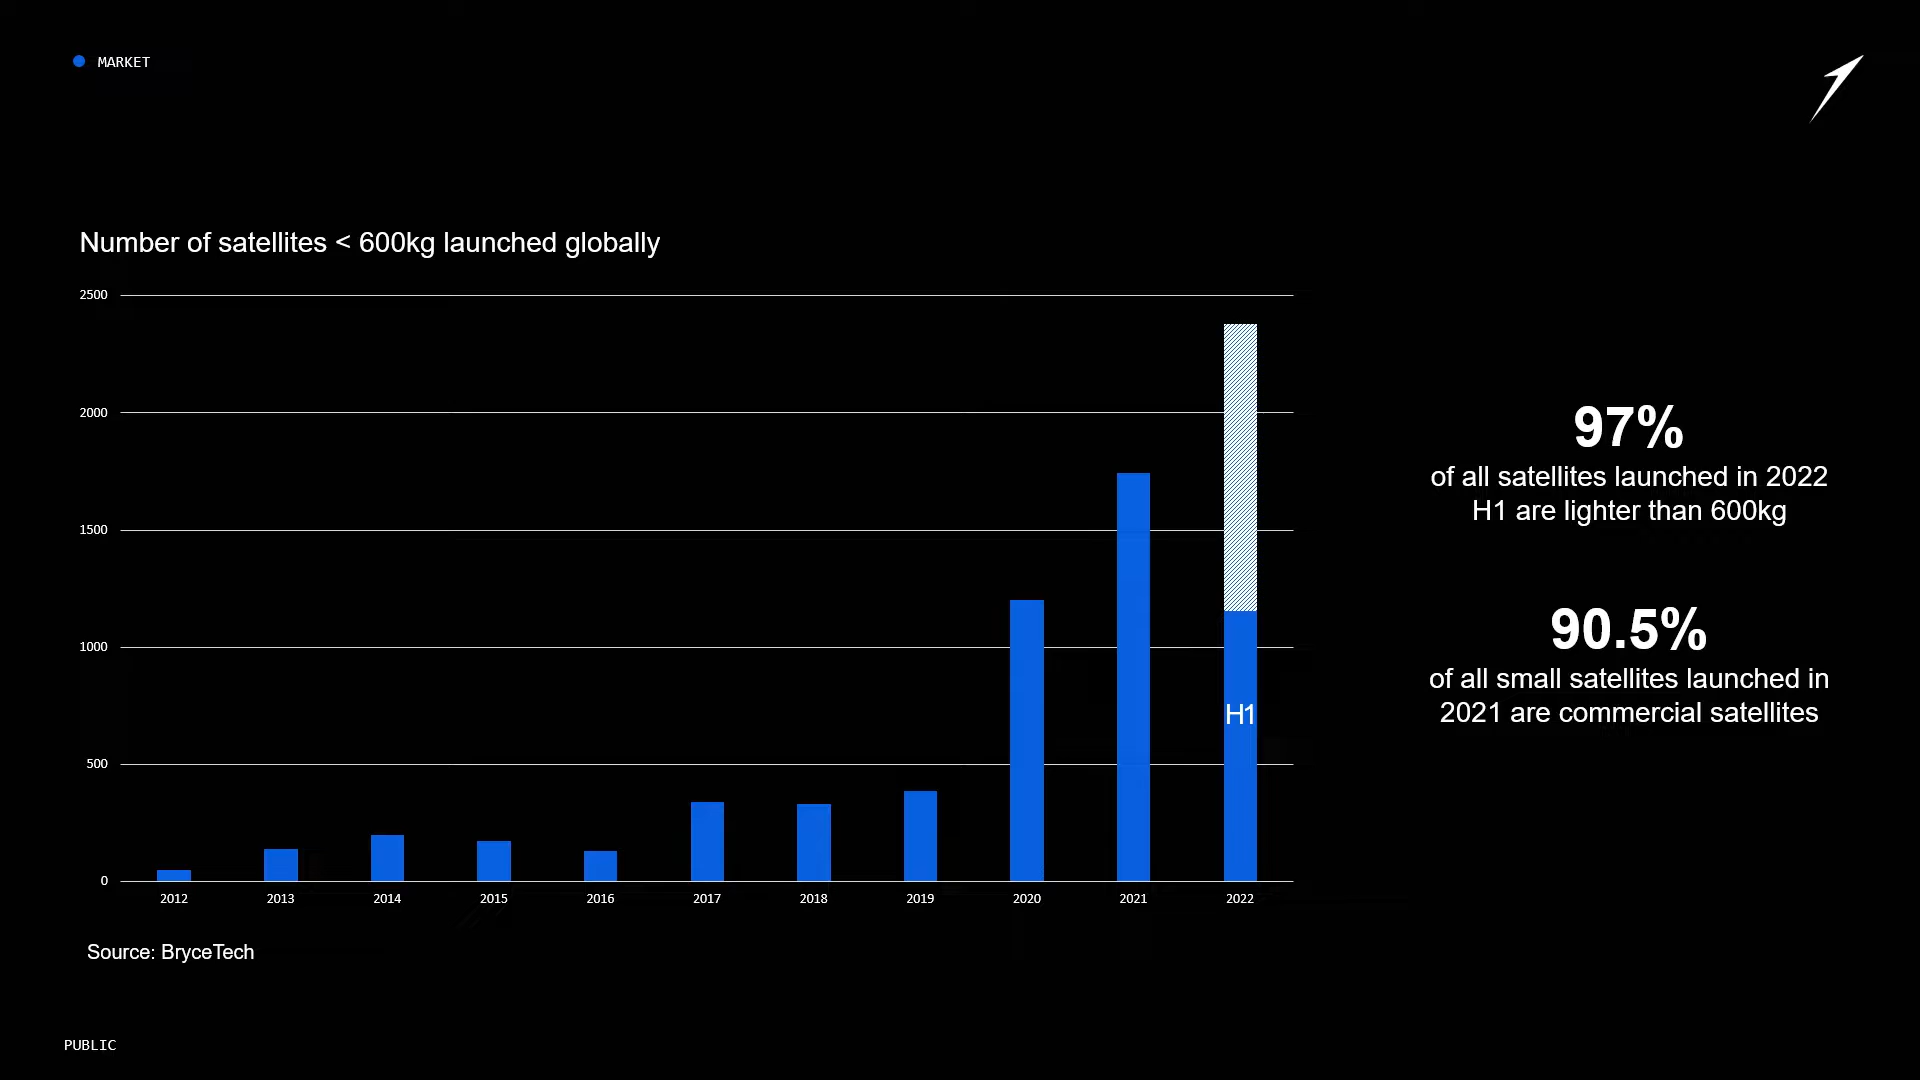 MARKET
Number of satellites < 600kg launched globally
2500
2000
1500
1000
500
0
H1
2012 2013 2014 2015 2016 2017 2018 2019 2020 2021 2022
Source: BryceTech
97%
of all satellites launched in 2022
H1 are lighter than 600kg
90.5%
of all small satellites launched in
2021 are commercial satellites
PUBLIC